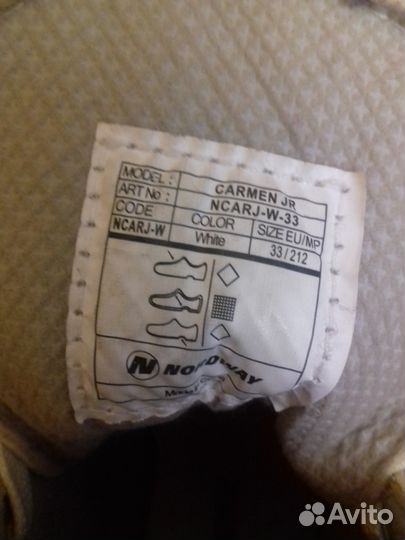 MODEL : CARMEN JR
ART No : NCARJ-W-33
CODE COLOR SIZE EU/MP
NCARJ-W White 33/212
N NORDWAY
Avito